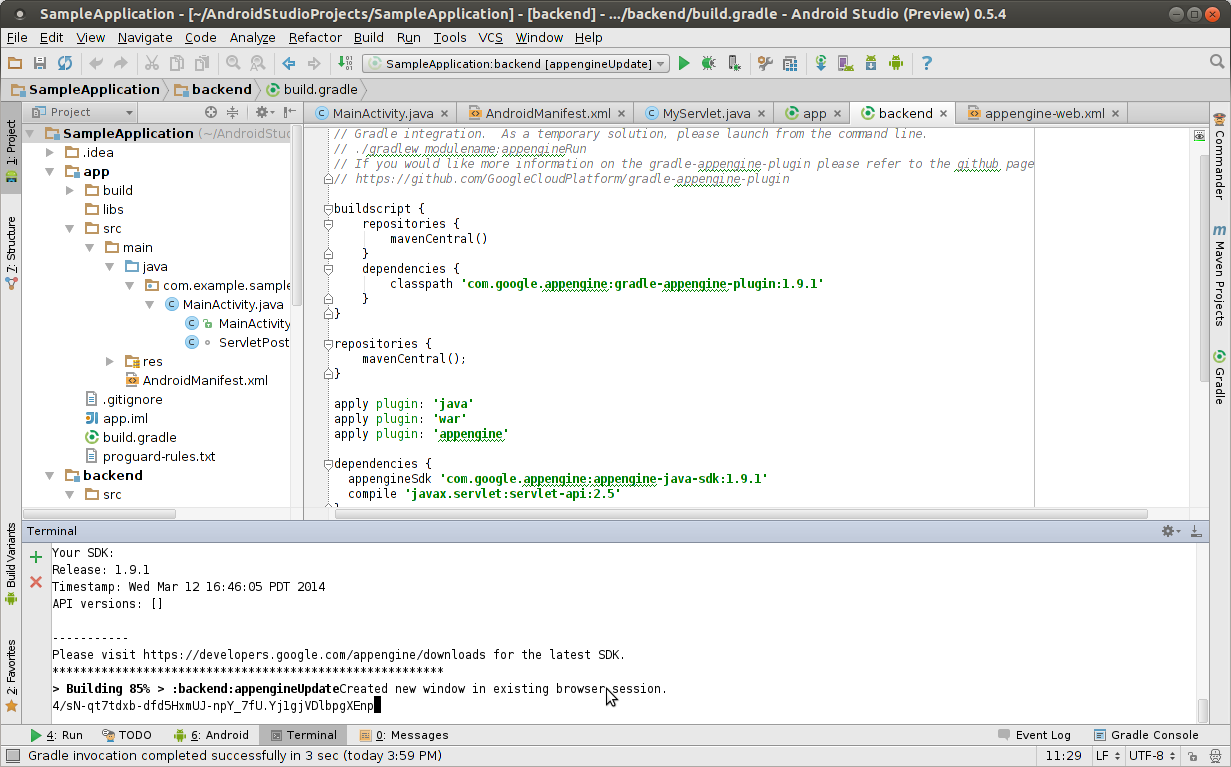 SampleApplication - [~/AndroidStudioProjects/SampleApplication] - [backend] - .../backend/build.gradle - Android Studio (Preview) 0.5.4
File Edit View Navigate Code Analyze Refactor Build Run Tools VCS Window Help
SampleApplication:backend [appengineUpdate]
SampleApplication backend build.gradle
Project
MainActivity.java AndroidManifest.xml MyServlet.java app backend appengine-web.xml
1: Project
7: Structure
Build Variants
2: Favorites
SampleApplication (~/AndroidStud
.idea
app
build
libs
src
main
java
com.example.sample
MainActivity.java
MainActivity
ServletPost
res
AndroidManifest.xml
.gitignore
app.iml
build.gradle
proguard-rules.txt
backend
src
// Gradle integration.  As a temporary solution, please launch from the command line.
// ./gradlew modulename:appengineRun
// If you would like more information on the gradle-appengine-plugin please refer to the github page
// https://github.com/GoogleCloudPlatform/gradle-appengine-plugin
buildscript {
repositories {
mavenCentral()
}
dependencies {
classpath 'com.google.appengine:gradle-appengine-plugin:1.9.1'
}
}
repositories {
mavenCentral();
}
apply plugin: 'java'
apply plugin: 'war'
apply plugin: 'appengine'
dependencies {
appengineSdk 'com.google.appengine:appengine-java-sdk:1.9.1'
compile 'javax.servlet:servlet-api:2.5'
Commander
m Maven Projects
Gradle
Terminal
Your SDK:
Release: 1.9.1
Timestamp: Wed Mar 12 16:46:05 PDT 2014
API versions: []
-----------
Please visit https://developers.google.com/appengine/downloads for the latest SDK.
********************************************************
> Building 85% > :backend:appengineUpdateCreated new window in existing browser session.
4/sN-qt7tdxb-dfd5HxmUJ-npY_7fU.Yj1gjVDlbpgXEnp
4: Run TODO 6: Android Terminal 0: Messages Event Log Gradle Console
Gradle invocation completed successfully in 3 sec (today 3:59 PM) 11:29 LF UTF-8